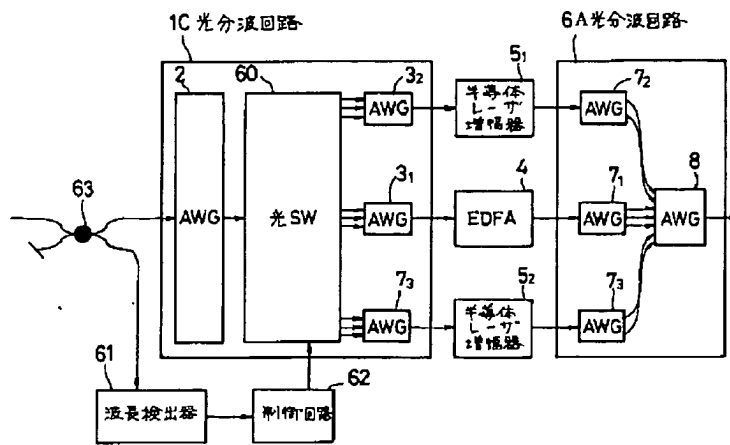 1C 光分波回路
6A光分波回路
2
60
3₂
5₁
7₂
AWG
半導体
レーザ
増幅器
AWG
63
3₁
4
7₁
8
AWG
光SW
AWG
EDFA
AWG
AWG
7₃
5₂
7₃
AWG
半導体
レーザ
増幅器
AWG
61
62
波長検出器
制御回路